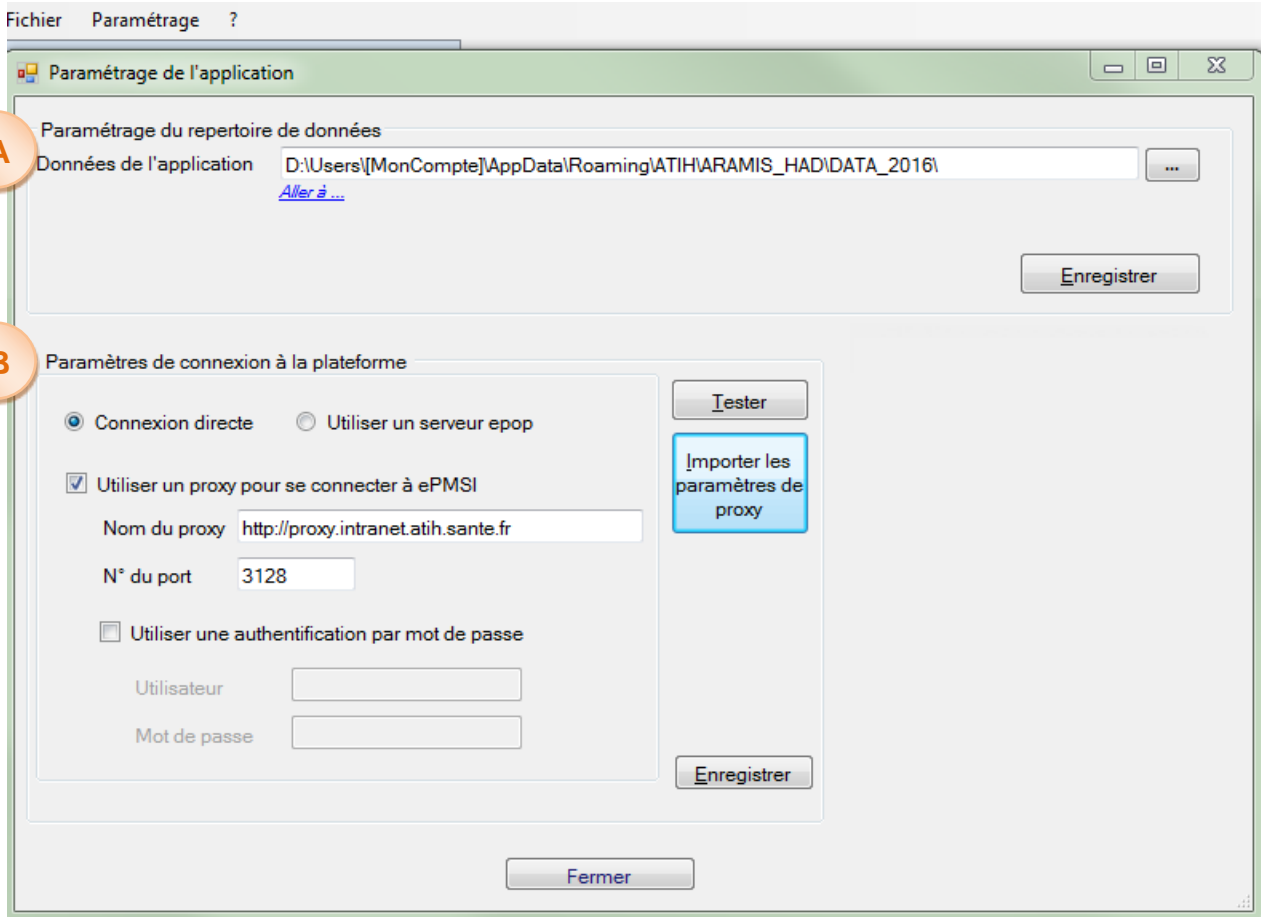 Fichier Paramétrage ?
Paramétrage de l'application
Paramétrage du repertoire de données
A
Données de l'application D:\Users\[MonCompte]\AppData\Roaming\ATIH\ARAMIS_HAD\DATA_2016\ ...
Aller à ...
Enregistrer
B
Paramètres de connexion à la plateforme
Connexion directe Utiliser un serveur epop
Tester
Utiliser un proxy pour se connecter à ePMSI
Importer les
paramètres de
proxy
Nom du proxy http://proxy.intranet.atih.sante.fr
N° du port 3128
Utiliser une authentification par mot de passe
Utilisateur
Mot de passe
Enregistrer
Fermer